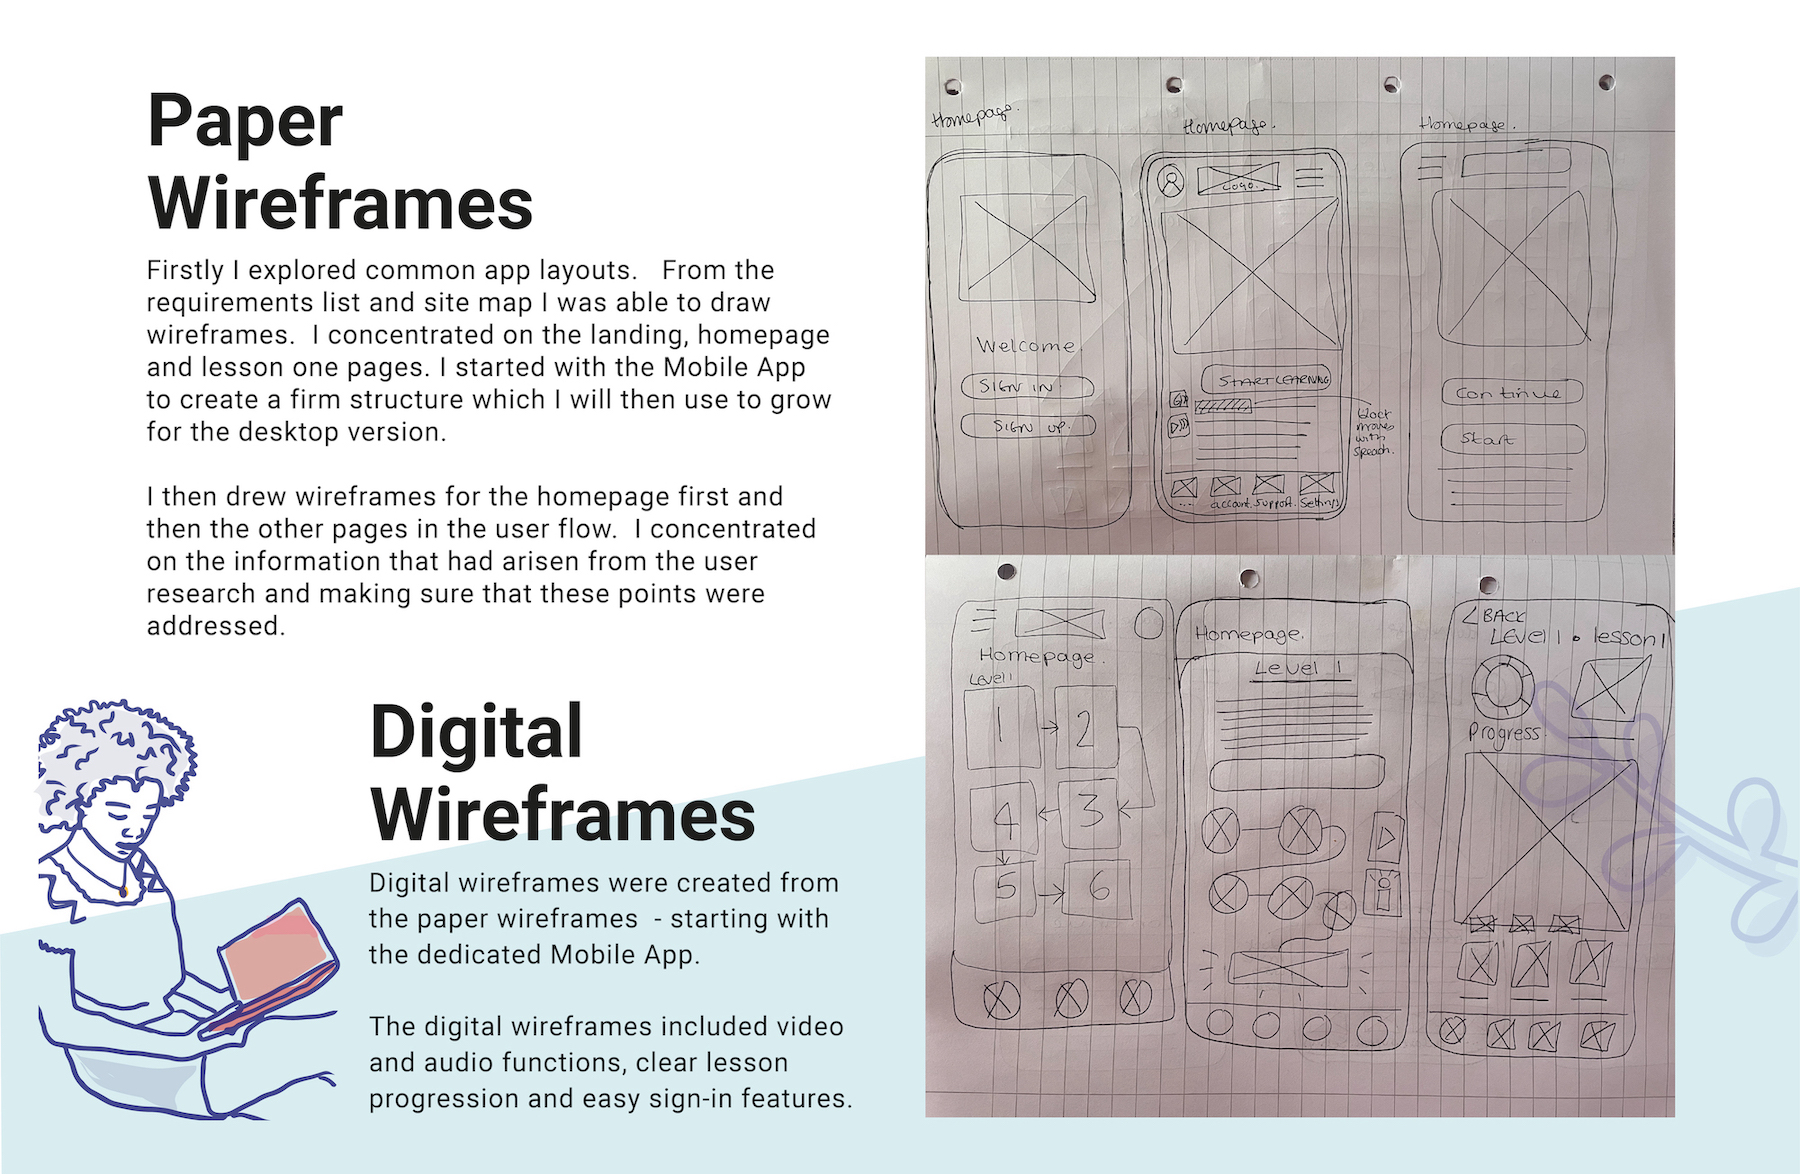 Paper
Wireframes
Firstly I explored common app layouts.   From the
requirements list and site map I was able to draw
wireframes.  I concentrated on the landing, homepage
and lesson one pages. I started with the Mobile App
to create a firm structure which I will then use to grow
for the desktop version.
I then drew wireframes for the homepage first and
then the other pages in the user flow.  I concentrated
on the information that had arisen from the user
research and making sure that these points were
addressed.
Digital
Wireframes
Digital wireframes were created from
the paper wireframes  - starting with
the dedicated Mobile App.
The digital wireframes included video
and audio functions, clear lesson
progression and easy sign-in features.
Homepage.
Welcome.
SIGN IN.
SIGN UP.
Homepage.
Logo.
START LEARNING
block
moves
with
speach.
...
account. Support. Settings
Homepage.
Continue
Start
Homepage.
Level 1
1
2
4
3
5
6
Homepage.
Level 1
< BACK
LEVEL 1 • lesson 1
Progress